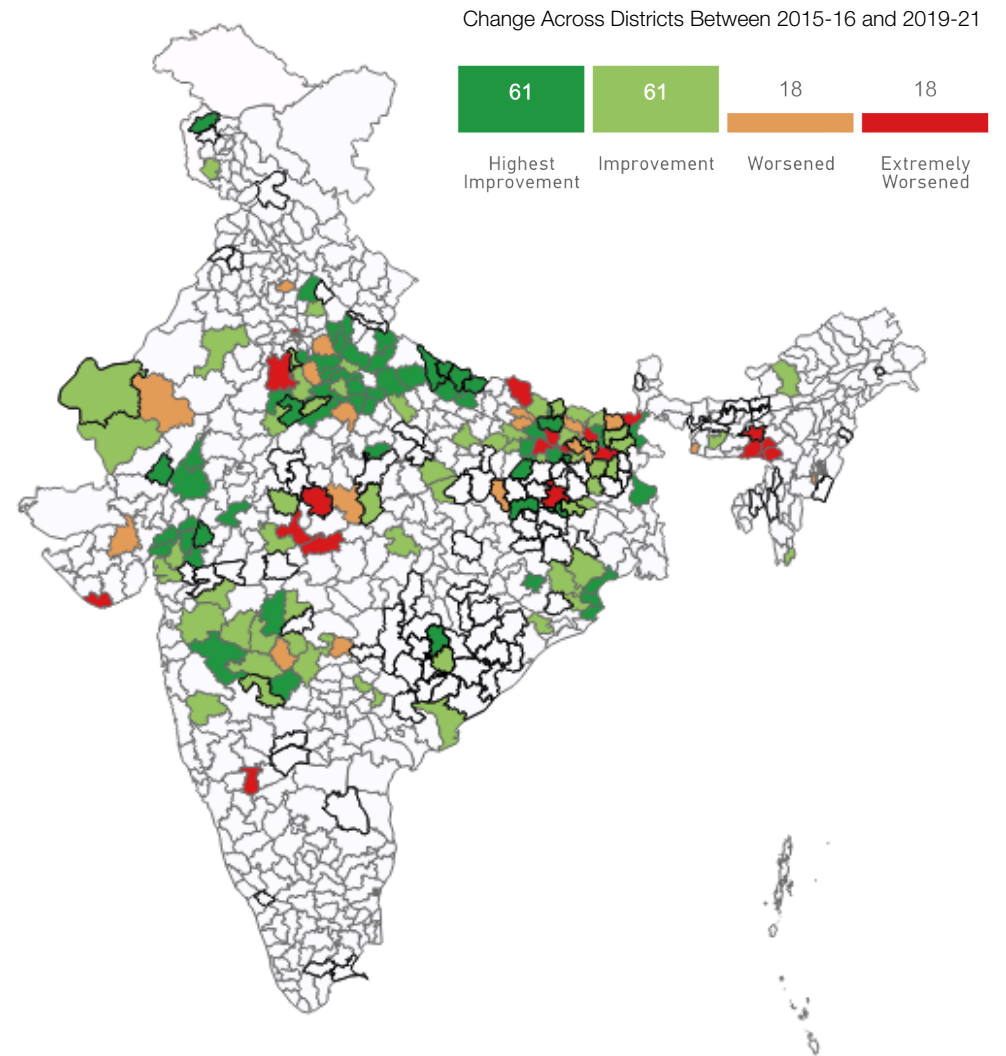 Change Across Districts Between 2015-16 and 2019-21
61 61 18 18
Highest Improvement Worsened Extremely
Improvement Worsened